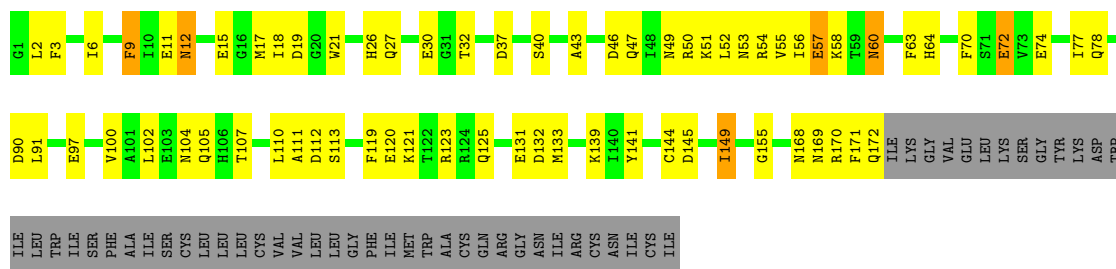 G1 L2 F3 I6 F9 I10 E11 N12 E15 G16 M17 I18 D19 G20 W21 H26 Q27 E30 G31 T32 D37 S40 A43 D46 Q47 I48 N49 R50 K51 L52 N53 R54 V55 I56 E57 K58 T59 N60 F63 H64 F70 S71 E72 V73 E74 I77 Q78
D90 L91 E97 V100 A101 L102 E103 N104 Q105 H106 T107 L110 A111 D112 S113 F119 E120 K121 T122 R123 R124 Q125 E131 D132 M133 K139 I140 Y141 C144 D145 I149 G155 N168 N169 R170 F171 Q172 ILE LYS GLY VAL GLU LEU LYS SER GLY TYR LYS ASP TRP
ILE LEU TRP ILE SER PHE ALA ILE SER CYS LEU LEU LEU CYS VAL VAL LEU LEU GLY PHE ILE MET TRP ALA CYS GLN ARG GLY ASN ILE ARG CYS ASN ILE CYS ILE